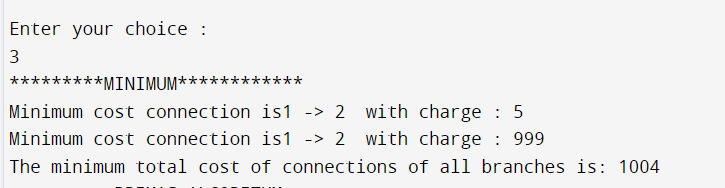 Enter your choice :
3
*********MINIMUM************
Minimum cost connection is1 -> 2  with charge : 5
Minimum cost connection is1 -> 2  with charge : 999
The minimum total cost of connections of all branches is: 1004